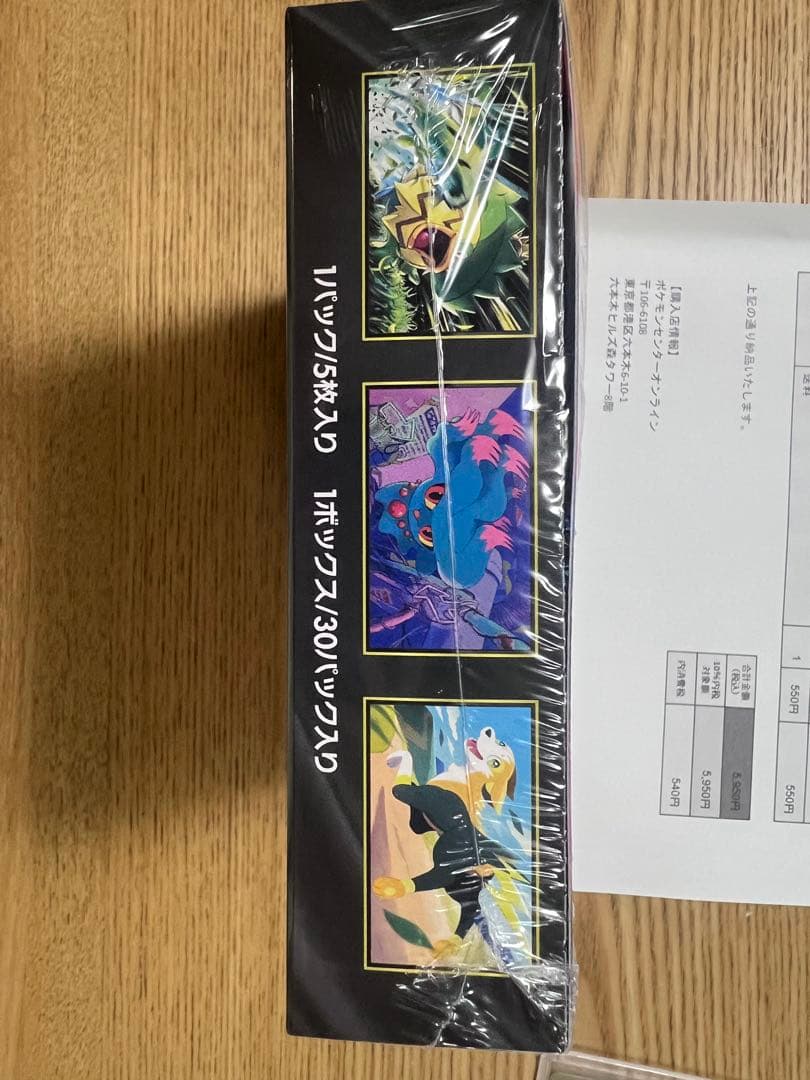 1パック/5枚入り 1ボックス/30パック入り
送料
1
550円
550円
上記の通り納品いたします。
【購入店情報】
ポケモンセンターオンライン
〒106-6108
東京都港区六本木6-10-1
六本木ヒルズ森タワー8階
合計金額
(税込)
5,950円
10%内税
対象額
5,950円
内消費税
540円